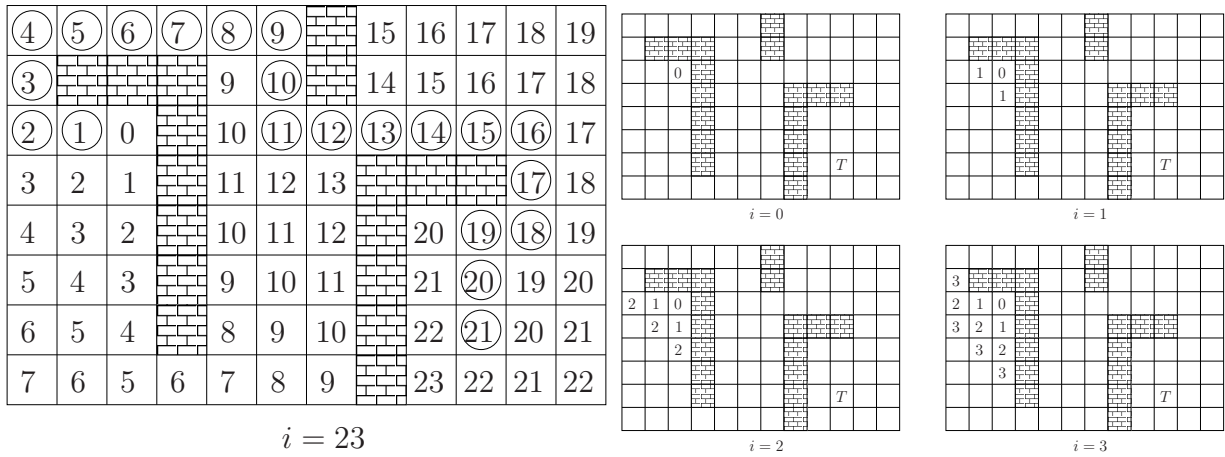 4 5 6 7 8 9 15 16 17 18 19
3 9 10 14 15 16 17 18
2 1 0 10 11 12 13 14 15 16 17
3 2 1 11 12 13 17 18
4 3 2 10 11 12 20 19 18 19
5 4 3 9 10 11 21 20 19 20
6 5 4 8 9 10 22 21 20 21
7 6 5 6 7 8 9 23 22 21 22
i = 23
0
T
i = 0
1 0
1
T
i = 1
2 1 0
2 1
2
T
i = 2
3
2 1 0
3 2 1
3 2
3
T
i = 3